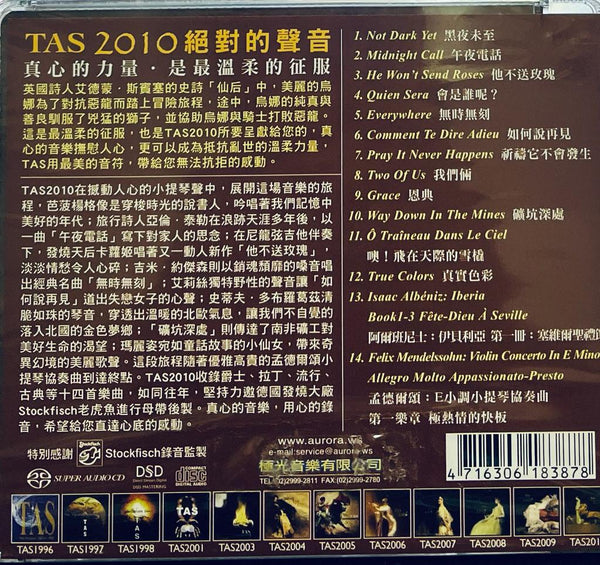 TAS 2010 絕對的聲音
真心的力量・是最溫柔的征服
英國詩人艾德蒙・斯賓塞的史詩「仙后」中，美麗的烏
娜為了對抗惡龍而踏上冒險旅程，途中，烏娜的純真與
善良馴服了兇猛的獅子，並協助烏娜與騎士打敗惡龍。
這是最溫柔的征服，也是TAS2010所要呈獻給您的，真
心的音樂撫慰人心，更可以成為抵抗亂世的溫柔力量，
TAS用最美的音符，帶給您無法抗拒的感動。
TAS2010在撼動人心的小提琴聲中，展開這場音樂的旅
程，芭菠楊格像是穿梭時光的說書人，吟唱著我們記憶中
美好的年代；旅行詩人亞倫・泰勒在浪跡天涯多年後，以
一曲「午夜電話」寫下對家人的思念；在尼龍弦吉他伴奏
下，發燒天后卡蘿姬唱著又一動人新作「他不送玫瑰」，
淡淡情愁令人心碎；吉米・約傑森則以銷魂頹靡的嗓音唱
出經典名曲「無時無刻」；艾莉絲獨特野性的聲音讓「如
何說再見」道出失戀女子的心聲；史蒂夫・多布羅葛茲清
脆如珠的琴音，穿透出溫暖的北歐氣息，讓我們不自覺的
落入北國的金色夢鄉；「礦坑深處」則傳達了南非礦工對
美好生命的渴望；瑪麗姿宛如童話故事的小仙女，帶來奇
異幻境的美麗歌聲。這段旅程隨著優雅高貴的孟德爾頌小
提琴協奏曲到達終點。TAS2010收錄爵士、拉丁、流行、
古典等十四首樂曲，如同往年，堅持力邀德國發燒大廠
Stockfisch老虎魚進行母帶後製。真心的音樂，用心的錄
音，希望給您直達心底的感動。
特別感謝 Stockfisch Stockfisch錄音監製
SUPER AUDIO CD DSD Direct Stream Digital DSD MASTERING COMPACT disc DIGITAL AUDIO
1. Not Dark Yet 黑夜未至
2. Midnight Call 午夜電話
3. He Won't Send Roses 他不送玫瑰
4. Quien Sera 會是誰呢？
5. Everywhere 無時無刻
6. Comment Te Dire Adieu 如何說再見
7. Pray It Never Happens 祈禱它不會發生
8. Two Of Us 我們倆
9. Grace 恩典
10. Way Down In The Mines 礦坑深處
11. Ô Traîneau Dans Le Ciel
噢！飛在天際的雪橇
12. True Colors 真實色彩
13. Isaac Albéniz: Iberia
Book1-3 Fête-Dieu À Seville
阿爾班尼士：伊貝利亞 第一冊：塞維爾聖禮
14. Felix Mendelssohn: Violin Concerto In E Mino
Allegro Molto Appassionato-Presto
孟德爾頌：E小調小提琴協奏曲
第一樂章 極熱情的快板
www.aurora.ws
e-mail:service@aurora.ws
極光音樂有限公司
TEL:(02)2999-2811 FAX:(02)2999-2780
4 716306 183878
TAS1996 TAS1997 TAS1998 TAS2001 TAS2003 TAS2004 TAS2005 TAS2006 TAS2007 TAS2008 TAS2009 TAS201